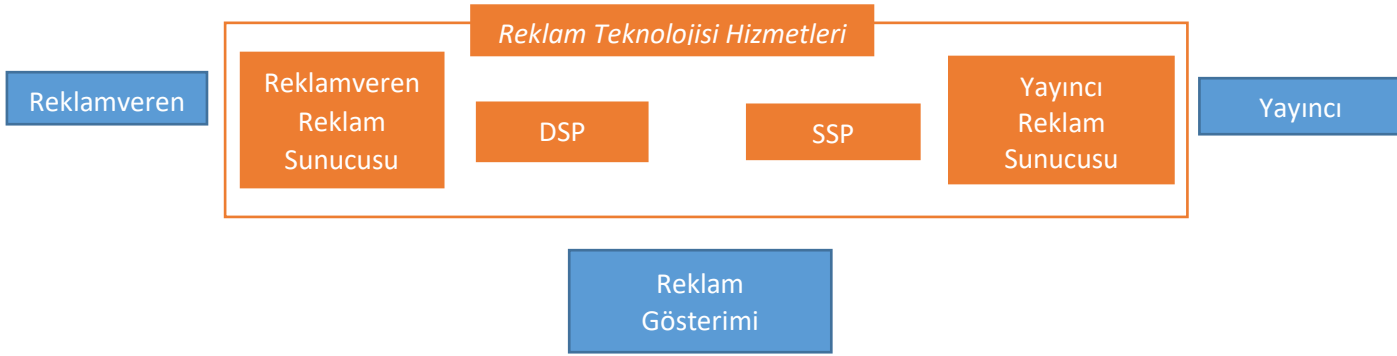 Reklam Teknolojisi Hizmetleri
Reklamveren
Reklamveren
Reklam
Sunucusu
DSP
SSP
Yayıncı
Reklam
Sunucusu
Yayıncı
Reklam
Gösterimi